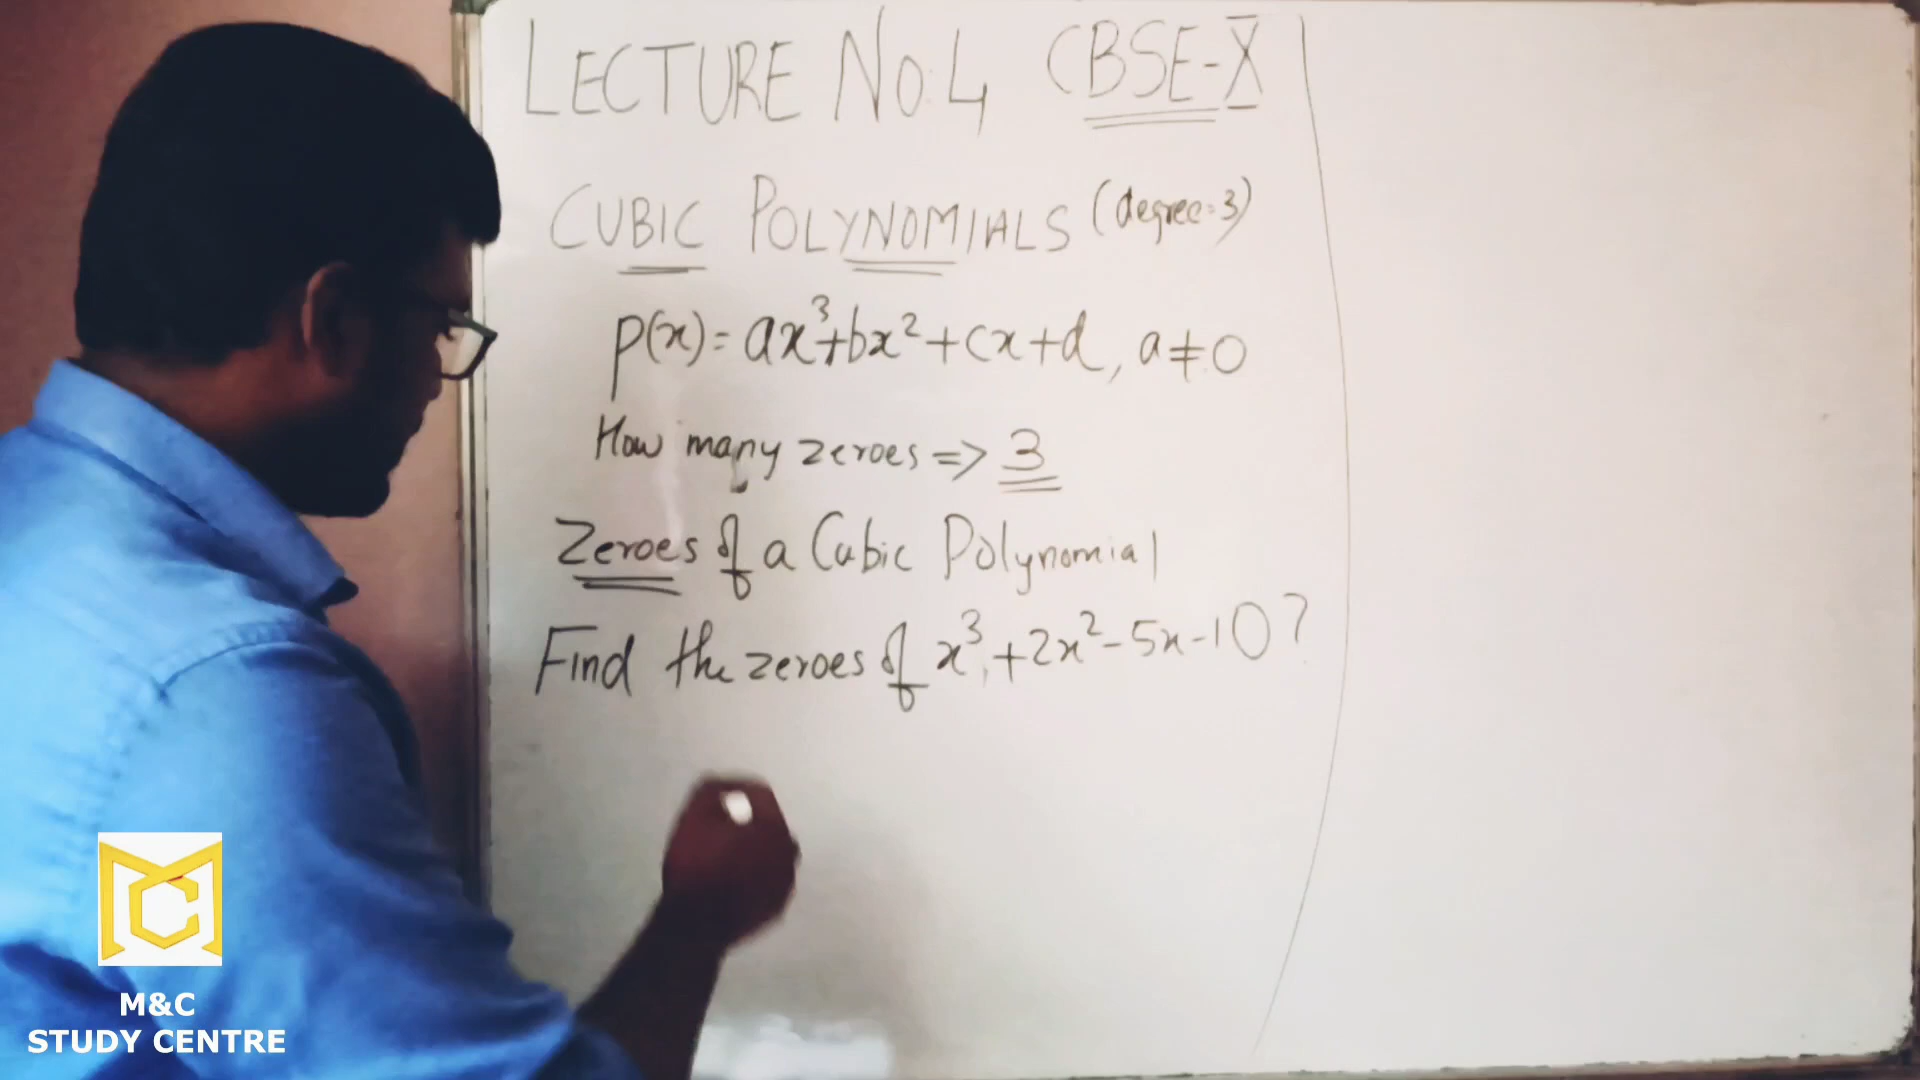 LECTURE No:4 CBSE-X
CUBIC POLYNOMIALS (degree=3)
p(x)= ax³+bx²+cx+d, a≠0
How many zeroes => 3
Zeroes of a Cubic Polynomial
Find the zeroes of x³+2x²-5x-10?
MC
M&C
STUDY CENTRE